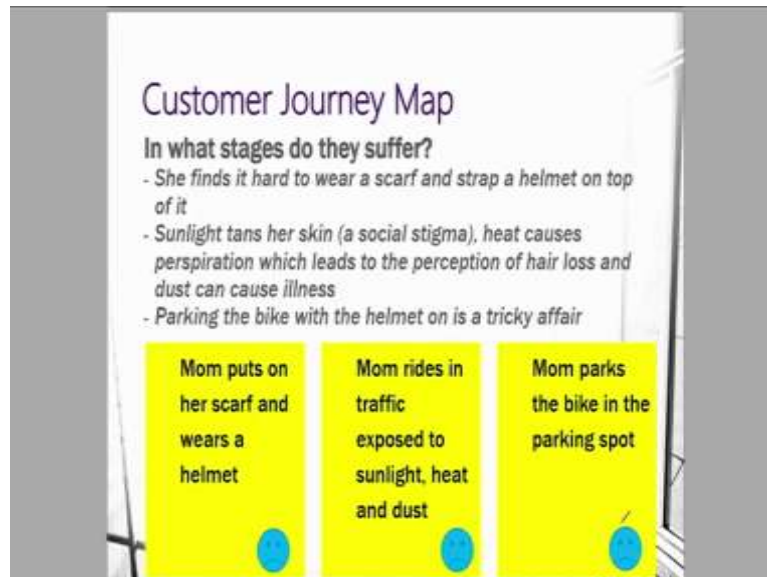 Customer Journey Map
In what stages do they suffer?
- She finds it hard to wear a scarf and strap a helmet on top
of it
- Sunlight tans her skin (a social stigma), heat causes
perspiration which leads to the perception of hair loss and
dust can cause illness
- Parking the bike with the helmet on is a tricky affair
Mom puts on
her scarf and
wears a
helmet
Mom rides in
traffic
exposed to
sunlight, heat
and dust
Mom parks
the bike in the
parking spot